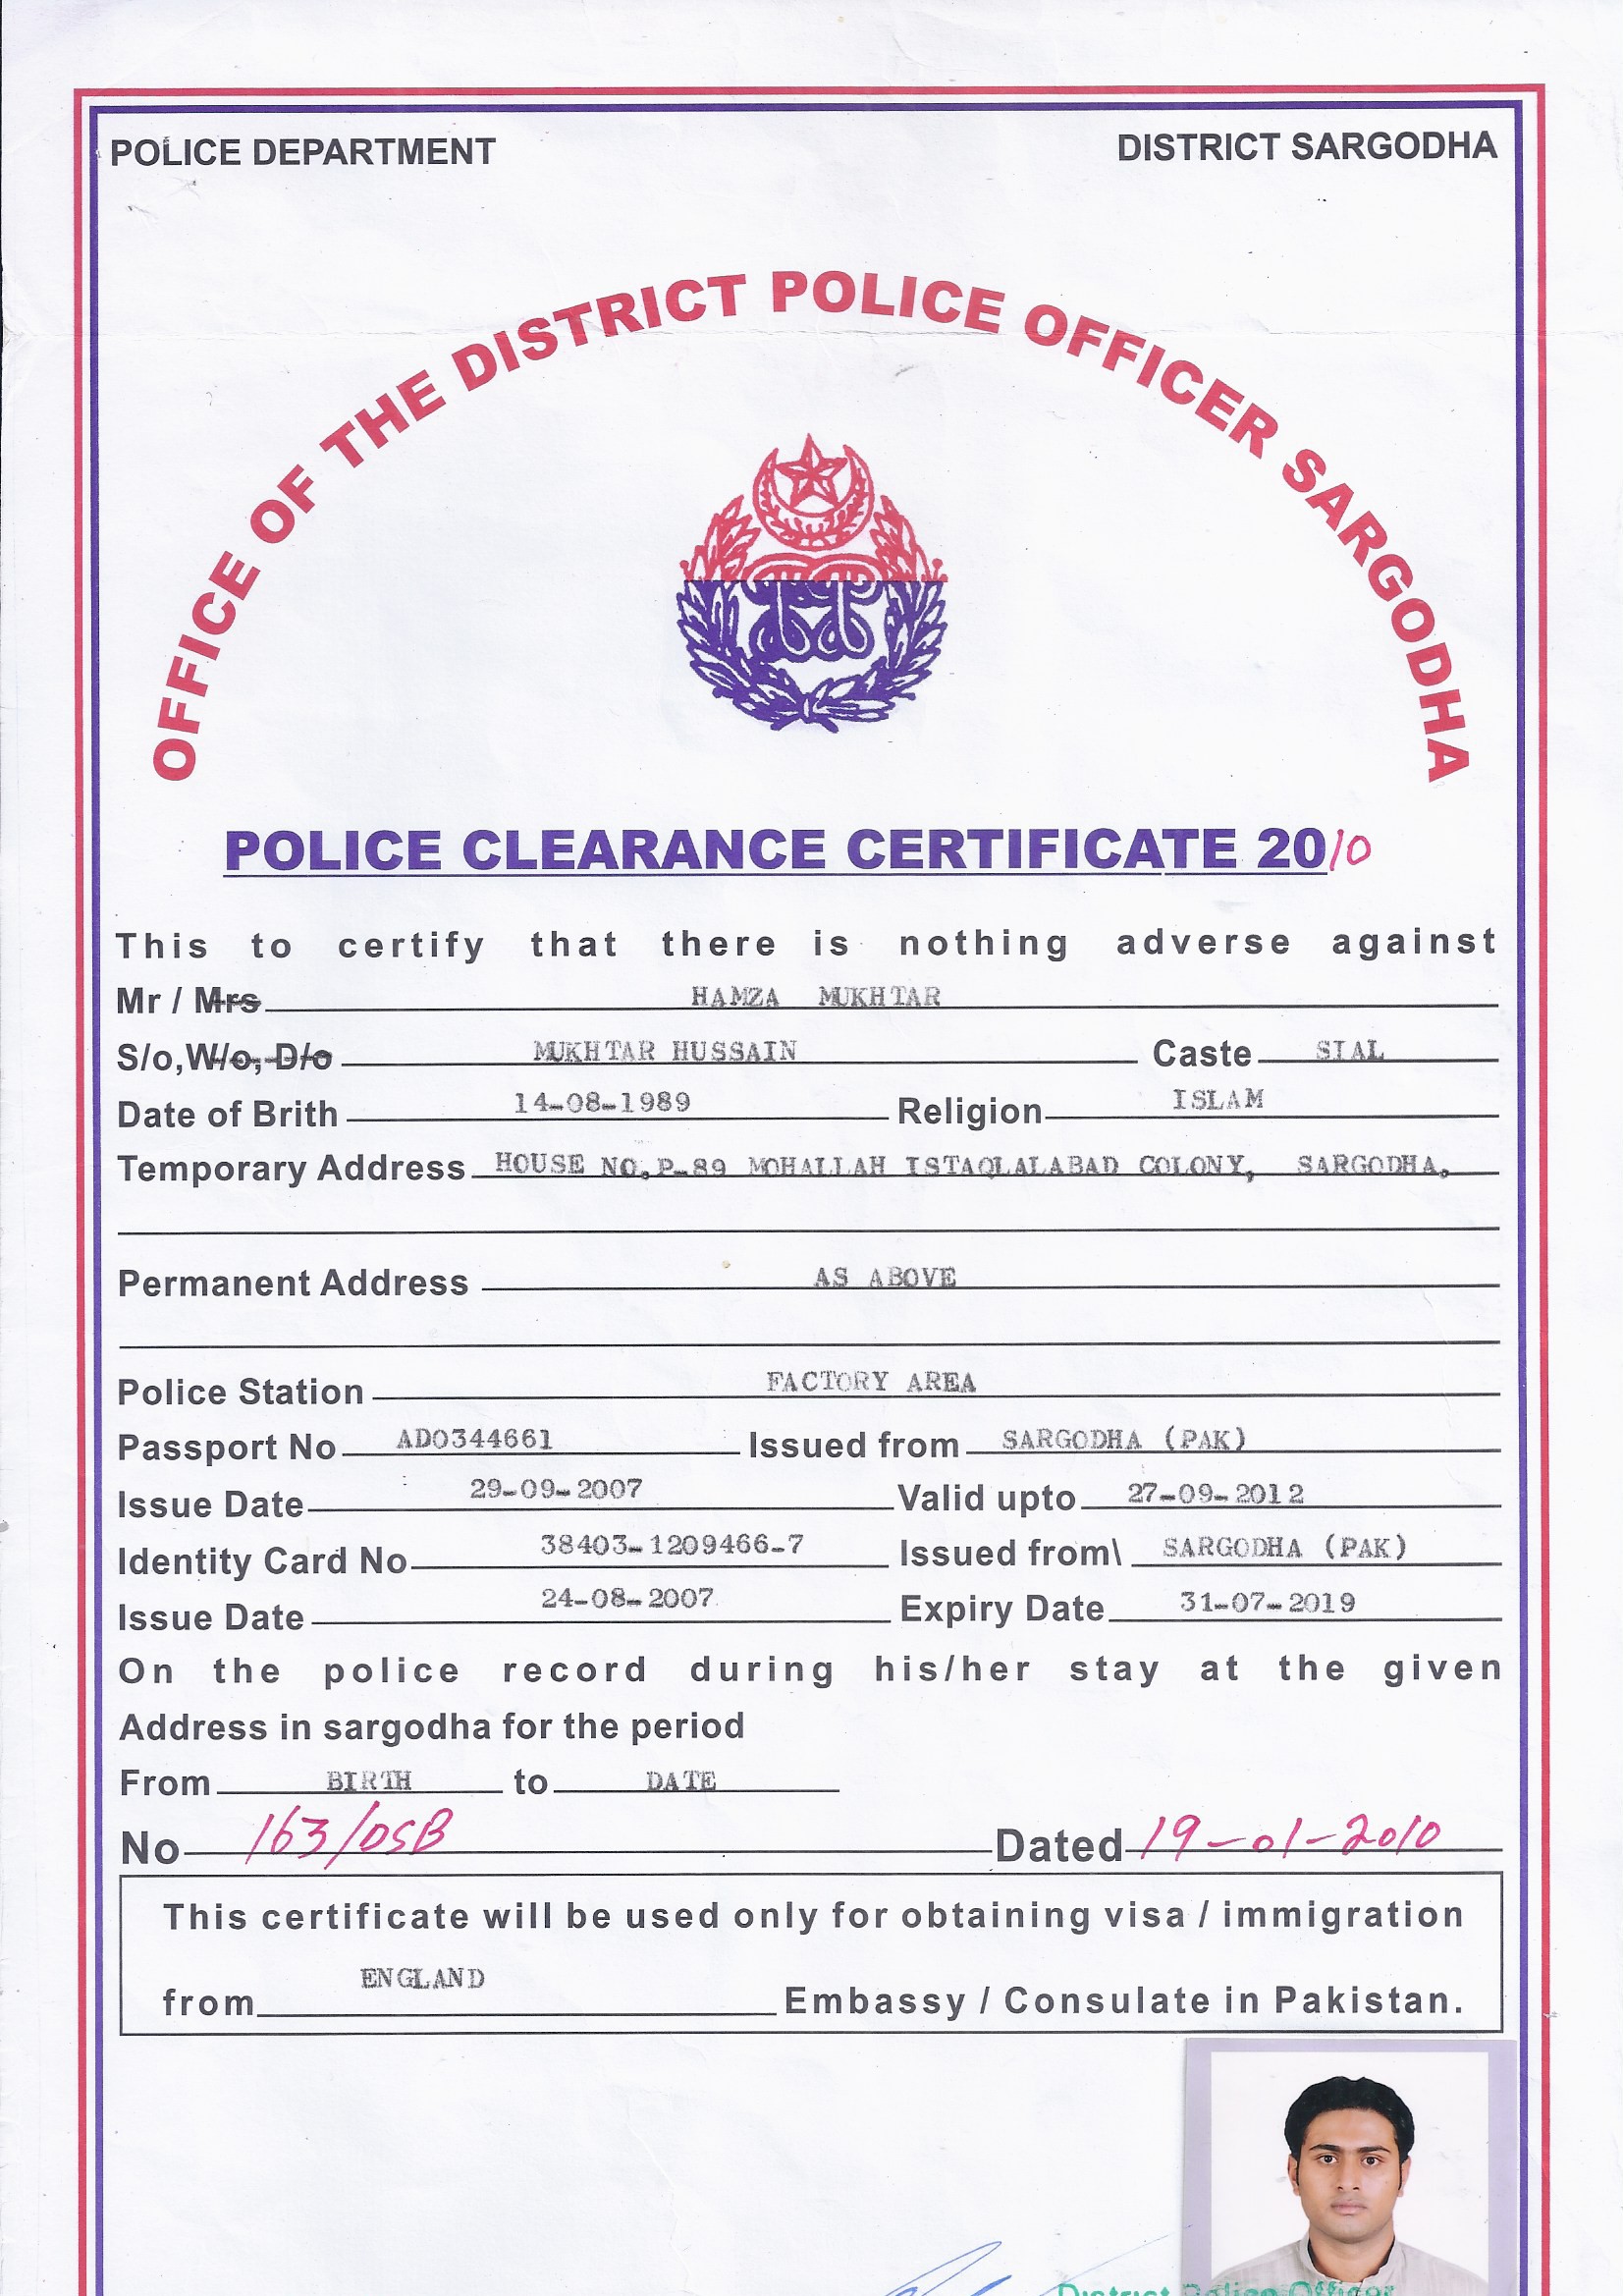 POLICE DEPARTMENT DISTRICT SARGODHA
OFFICE OF THE DISTRICT POLICE OFFICER SARGODHA
POLICE CLEARANCE CERTIFICATE 2010
This to certify that there is nothing adverse against
Mr / Mrs HAMZA MUKHTAR
S/o,W/o, D/o MUKHTAR HUSSAIN Caste SIAL
Date of Brith 14-08-1989 Religion ISLAM
Temporary Address HOUSE NO.P-89 MOHALLAH ISTAQLALABAD COLONY, SARGODHA.
Permanent Address AS ABOVE
Police Station FACTORY AREA
Passport No AD0344661 Issued from SARGODHA (PAK)
Issue Date 29-09-2007 Valid upto 27-09-2012
Identity Card No 38403-1209466-7 Issued from\ SARGODHA (PAK)
Issue Date 24-08-2007 Expiry Date 31-07-2019
On the police record during his/her stay at the given
Address in sargodha for the period
From BIRTH to DATE
No 163/DSB Dated 19-01-2010
This certificate will be used only for obtaining visa / immigration
from ENGLAND Embassy / Consulate in Pakistan.
District Police Officer